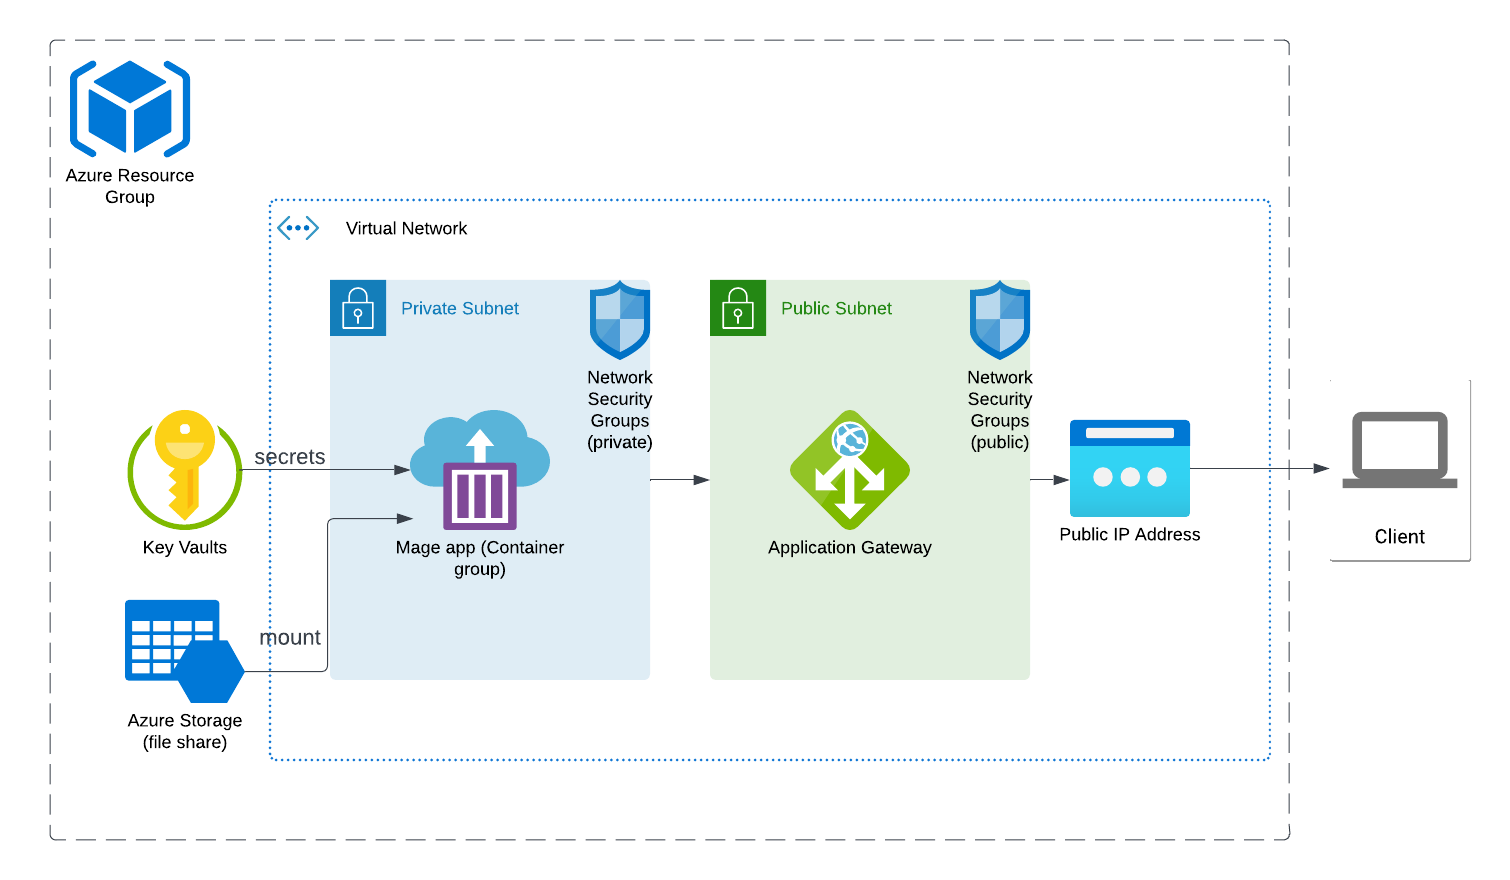 Azure Resource
Group
Virtual Network
Private Subnet
Network
Security
Groups
(private)
Public Subnet
Network
Security
Groups
(public)
secrets
Key Vaults
Mage app (Container
group)
Application Gateway
Public IP Address
Client
mount
Azure Storage
(file share)